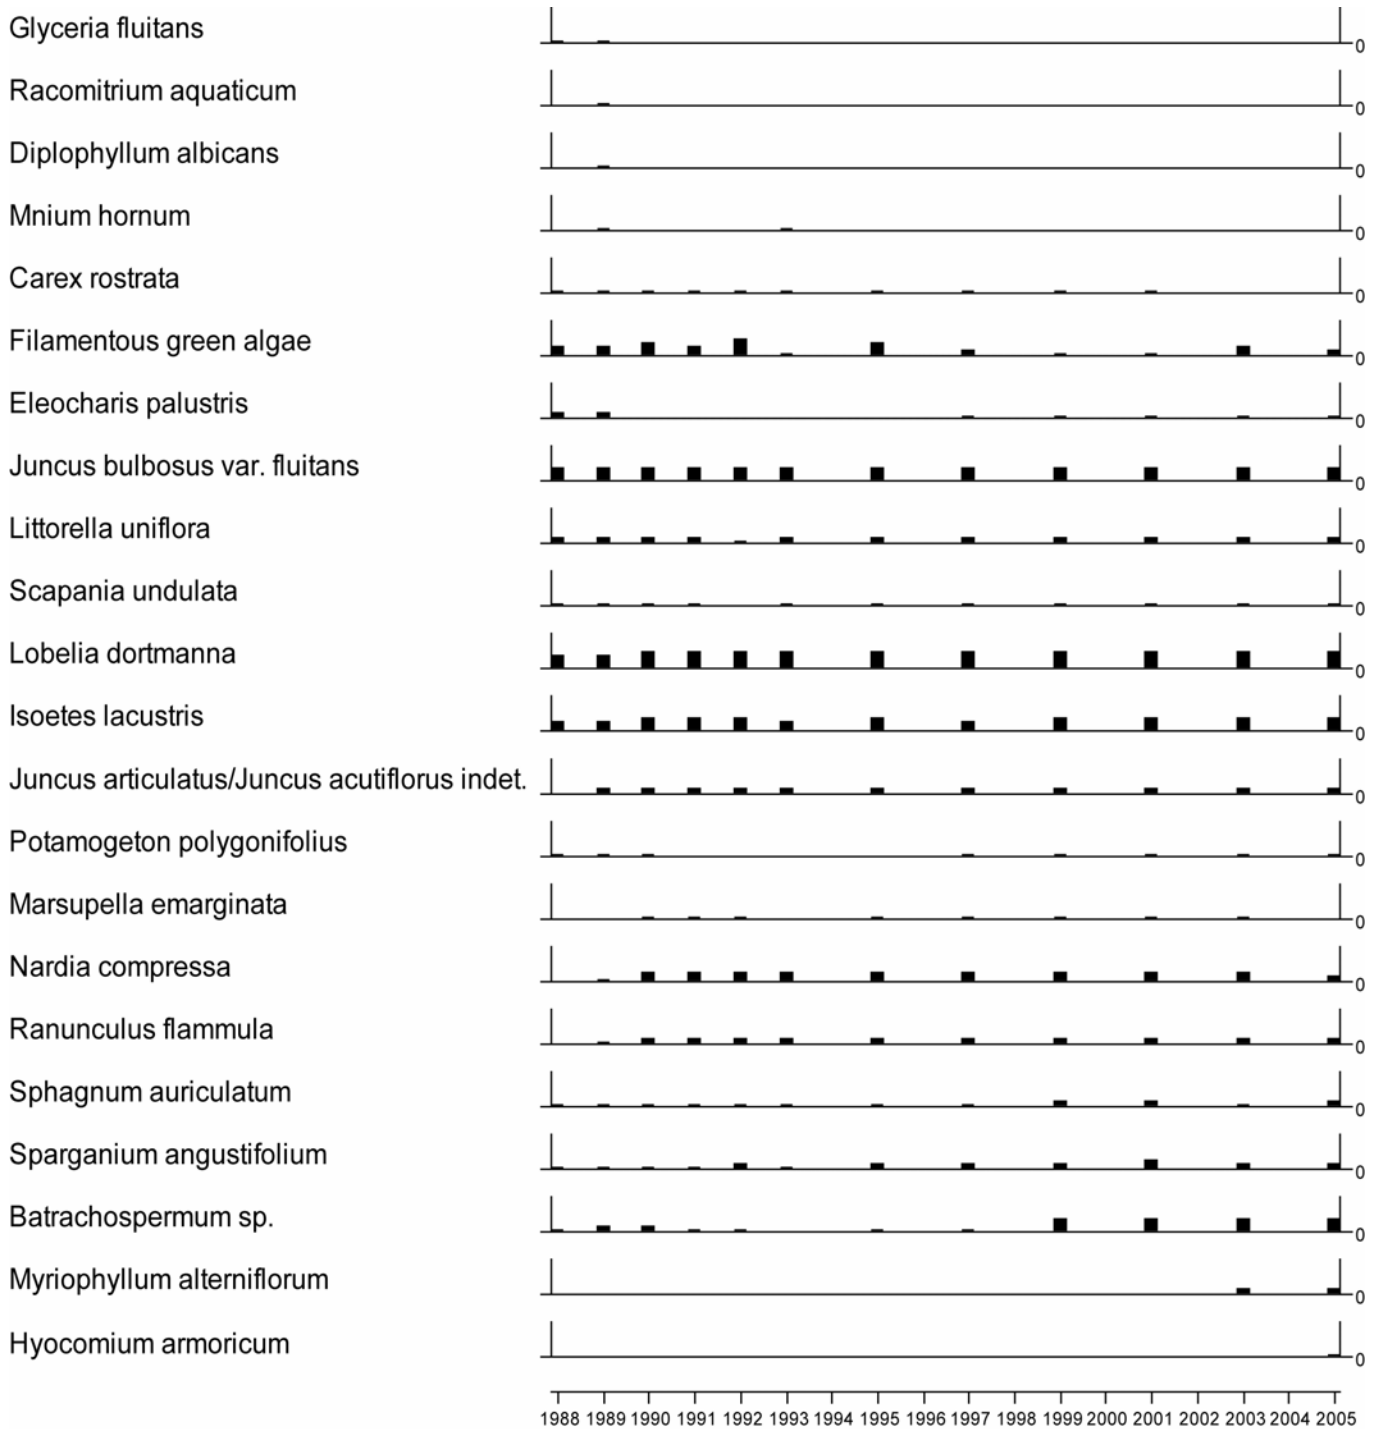 Glyceria fluitans 0
Racomitrium aquaticum 0
Diplophyllum albicans 0
Mnium hornum 0
Carex rostrata 0
Filamentous green algae 0
Eleocharis palustris 0
Juncus bulbosus var. fluitans 0
Littorella uniflora 0
Scapania undulata 0
Lobelia dortmanna 0
Isoetes lacustris 0
Juncus articulatus/Juncus acutiflorus indet. 0
Potamogeton polygonifolius 0
Marsupella emarginata 0
Nardia compressa 0
Ranunculus flammula 0
Sphagnum auriculatum 0
Sparganium angustifolium 0
Batrachospermum sp. 0
Myriophyllum alterniflorum 0
Hyocomium armoricum 0
1988 1989 1990 1991 1992 1993 1994 1995 1996 1997 1998 1999 2000 2001 2002 2003 2004 2005